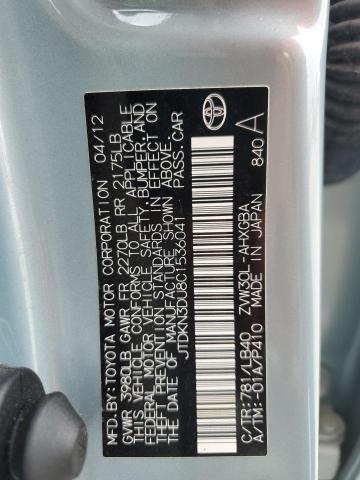 MFD.BY:TOYOTA MOTOR CORPORATION 04/12
GVWR 3980LB GAWR FR 2270LB RR 2175LB
THIS VEHICLE CONFORMS TO ALL APPLICABLE
FEDERAL MOTOR VEHICLE SAFETY, BUMPER, AND
THEFT PREVENTION STANDARDS IN EFFECT ON
THE DATE OF MANUFACTURE SHOWN ABOVE.
JTDKN3DU8C1536041 PASS.CAR
C/TR:781/LB40 ZVW30L-AHXGBA
A/TM:-01A/P410 MADE IN JAPAN 840 A